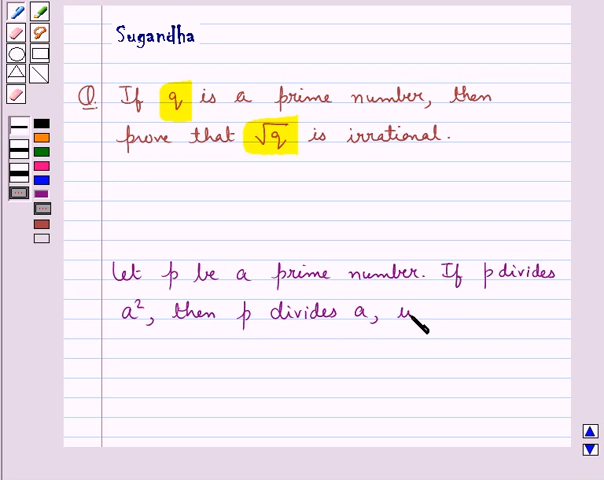 Sugandha
Q. If q is a prime number, then
prove that √q is irrational.
Let p be a prime number. If p divides
a², then p divides a,